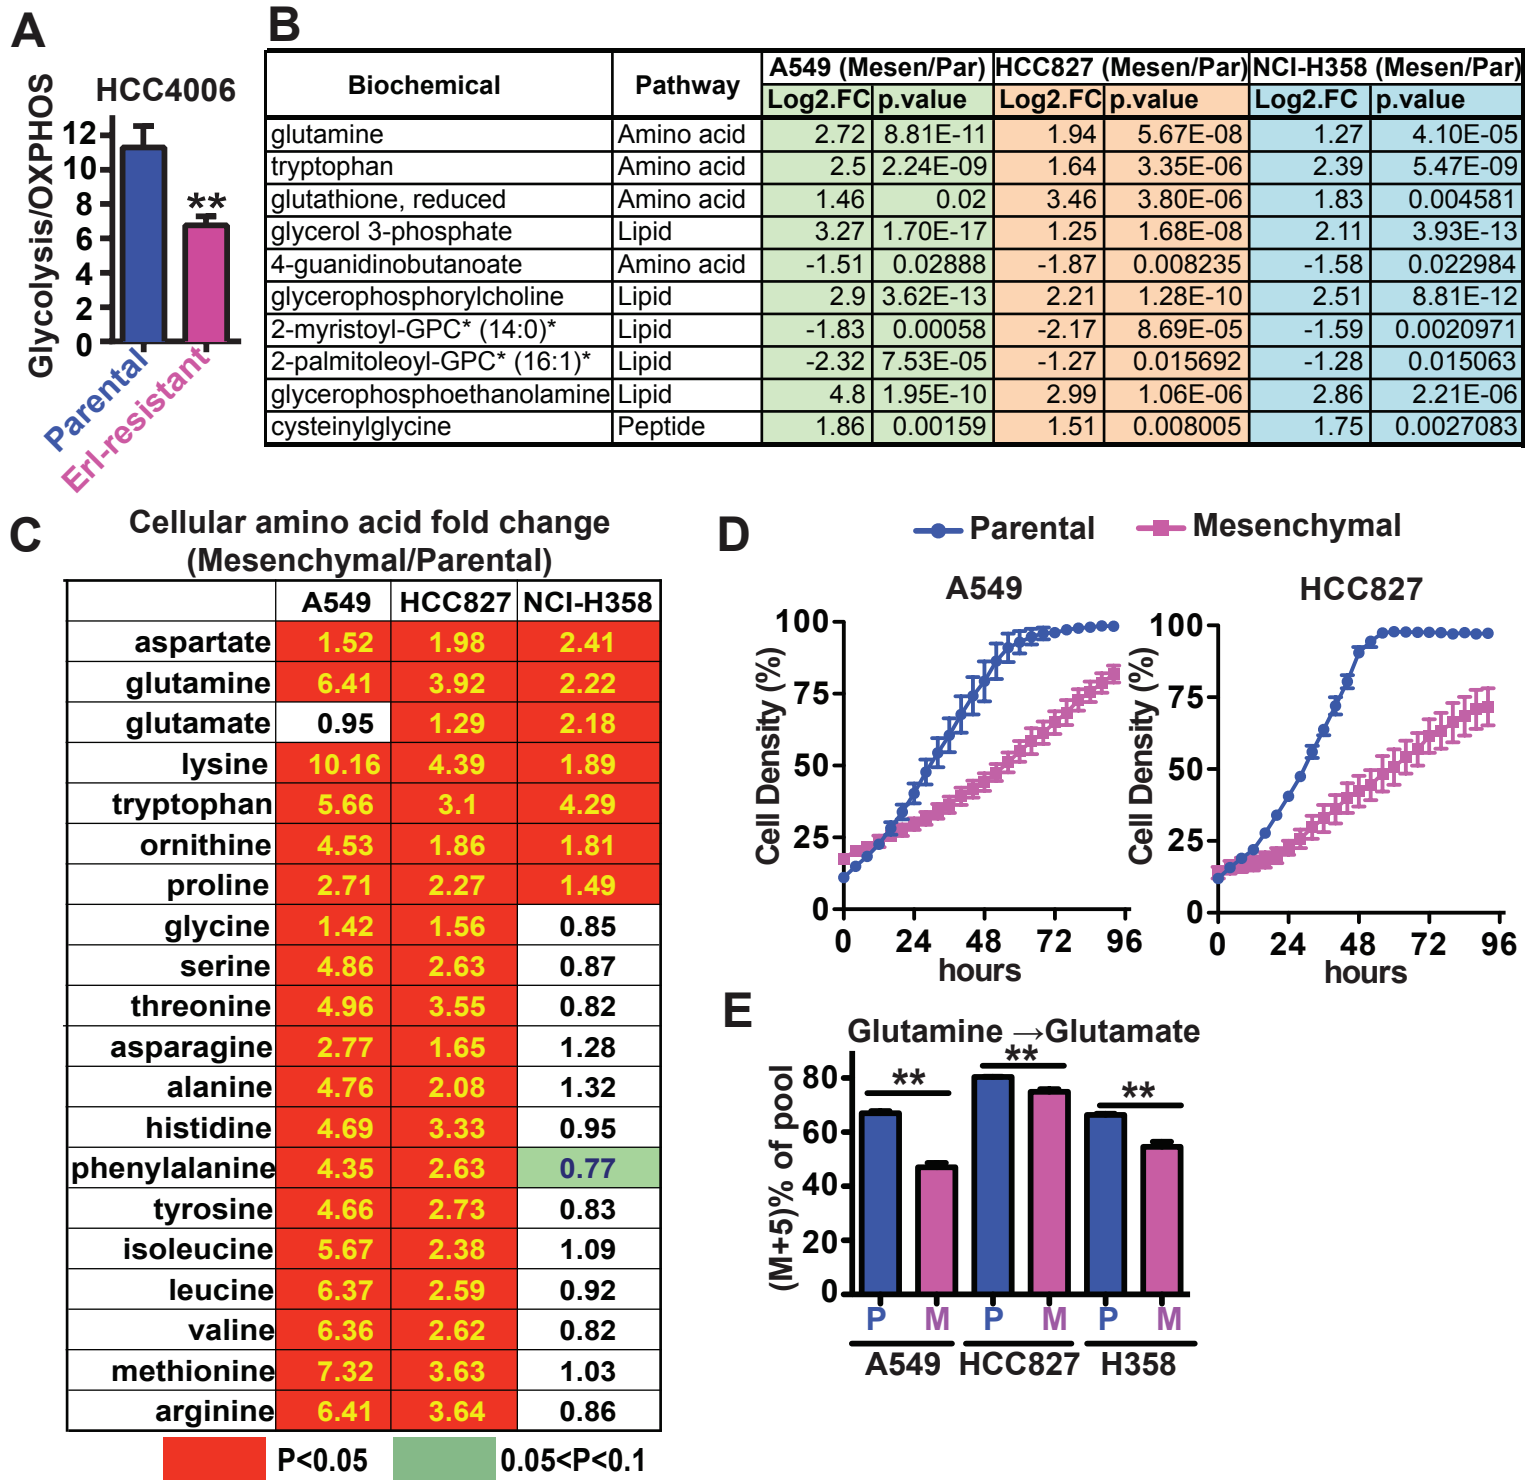 A
HCC4006
Glycolysis/OXPHOS
12
10
8
6
4
2
0
**
Parental
Erl-resistant
B
Biochemical Pathway A549 (Mesen/Par) HCC827 (Mesen/Par) NCI-H358 (Mesen/Par)
Log2.FC p.value Log2.FC p.value Log2.FC p.value
glutamine Amino acid 2.72 8.81E-11 1.94 5.67E-08 1.27 4.10E-05
tryptophan Amino acid 2.5 2.24E-09 1.64 3.35E-06 2.39 5.47E-09
glutathione, reduced Amino acid 1.46 0.02 3.46 3.80E-06 1.83 0.004581
glycerol 3-phosphate Lipid 3.27 1.70E-17 1.25 1.68E-08 2.11 3.93E-13
4-guanidinobutanoate Amino acid -1.51 0.02888 -1.87 0.008235 -1.58 0.022984
glycerophosphorylcholine Lipid 2.9 3.62E-13 2.21 1.28E-10 2.51 8.81E-12
2-myristoyl-GPC* (14:0)* Lipid -1.83 0.00058 -2.17 8.69E-05 -1.59 0.0020971
2-palmitoleoyl-GPC* (16:1)* Lipid -2.32 7.53E-05 -1.27 0.015692 -1.28 0.015063
glycerophosphoethanolamine Lipid 4.8 1.95E-10 2.99 1.06E-06 2.86 2.21E-06
cysteinylglycine Peptide 1.86 0.00159 1.51 0.008005 1.75 0.0027083
C
Cellular amino acid fold change
(Mesenchymal/Parental)
A549 HCC827 NCI-H358
aspartate 1.52 1.98 2.41
glutamine 6.41 3.92 2.22
glutamate 0.95 1.29 2.18
lysine 10.16 4.39 1.89
tryptophan 5.66 3.1 4.29
ornithine 4.53 1.86 1.81
proline 2.71 2.27 1.49
glycine 1.42 1.56 0.85
serine 4.86 2.63 0.87
threonine 4.96 3.55 0.82
asparagine 2.77 1.65 1.28
alanine 4.76 2.08 1.32
histidine 4.69 3.33 0.95
phenylalanine 4.35 2.63 0.77
tyrosine 4.66 2.73 0.83
isoleucine 5.67 2.38 1.09
leucine 6.37 2.59 0.92
valine 6.36 2.62 0.82
methionine 7.32 3.63 1.03
arginine 6.41 3.64 0.86
P<0.05 0.05<P<0.1
D
Parental Mesenchymal
A549
Cell Density (%)
100
75
50
25
0
0 24 48 72 96
hours
HCC827
Cell Density (%)
100
75
50
25
0
0 24 48 72 96
hours
E
Glutamine →Glutamate
(M+5)% of pool
80
60
40
20
0
** ** **
P M P M P M
A549 HCC827 H358